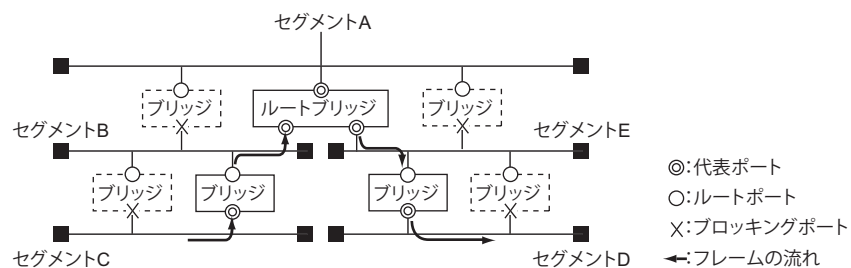 セグメントA
ブリッジ
ルートブリッジ
ブリッジ
セグメントB
セグメントE
ブリッジ
ブリッジ
ブリッジ
ブリッジ
セグメントC
セグメントD
◎:代表ポート
○:ルートポート
×:ブロッキングポート
←:フレームの流れ